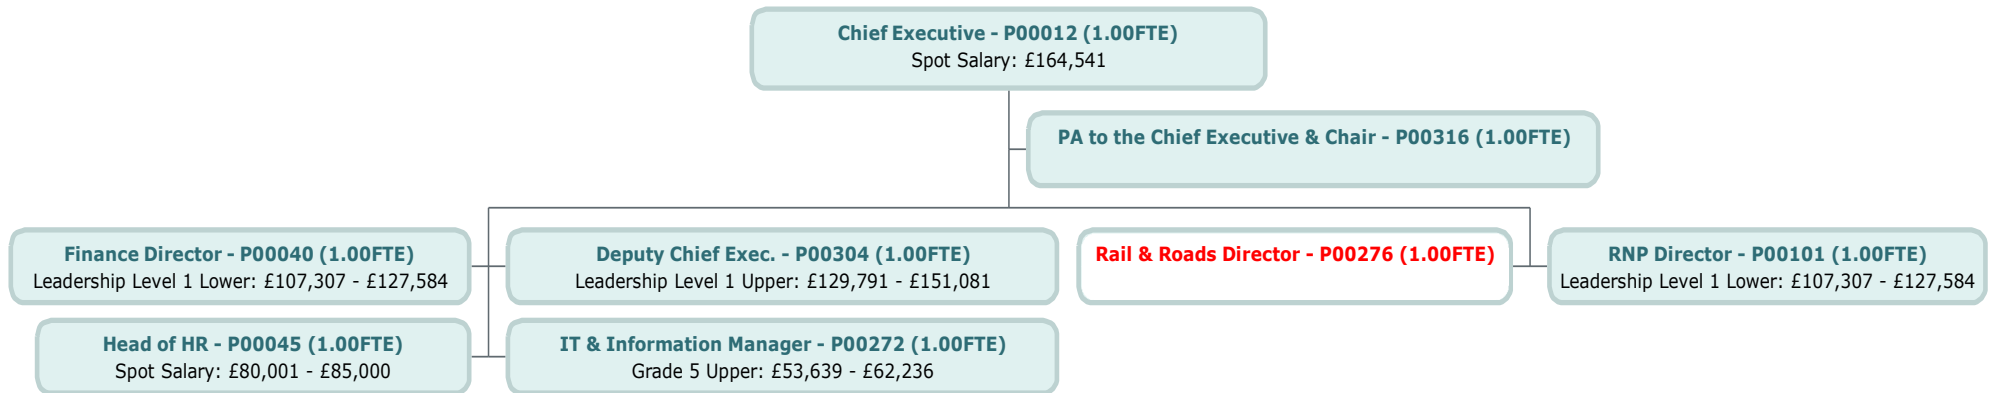 Chief Executive - P00012 (1.00FTE)
Spot Salary: £164,541
PA to the Chief Executive & Chair - P00316 (1.00FTE)
Finance Director - P00040 (1.00FTE)
Leadership Level 1 Lower: £107,307 - £127,584
Deputy Chief Exec. - P00304 (1.00FTE)
Leadership Level 1 Upper: £129,791 - £151,081
Rail & Roads Director - P00276 (1.00FTE)
RNP Director - P00101 (1.00FTE)
Leadership Level 1 Lower: £107,307 - £127,584
Head of HR - P00045 (1.00FTE)
Spot Salary: £80,001 - £85,000
IT & Information Manager - P00272 (1.00FTE)
Grade 5 Upper: £53,639 - £62,236